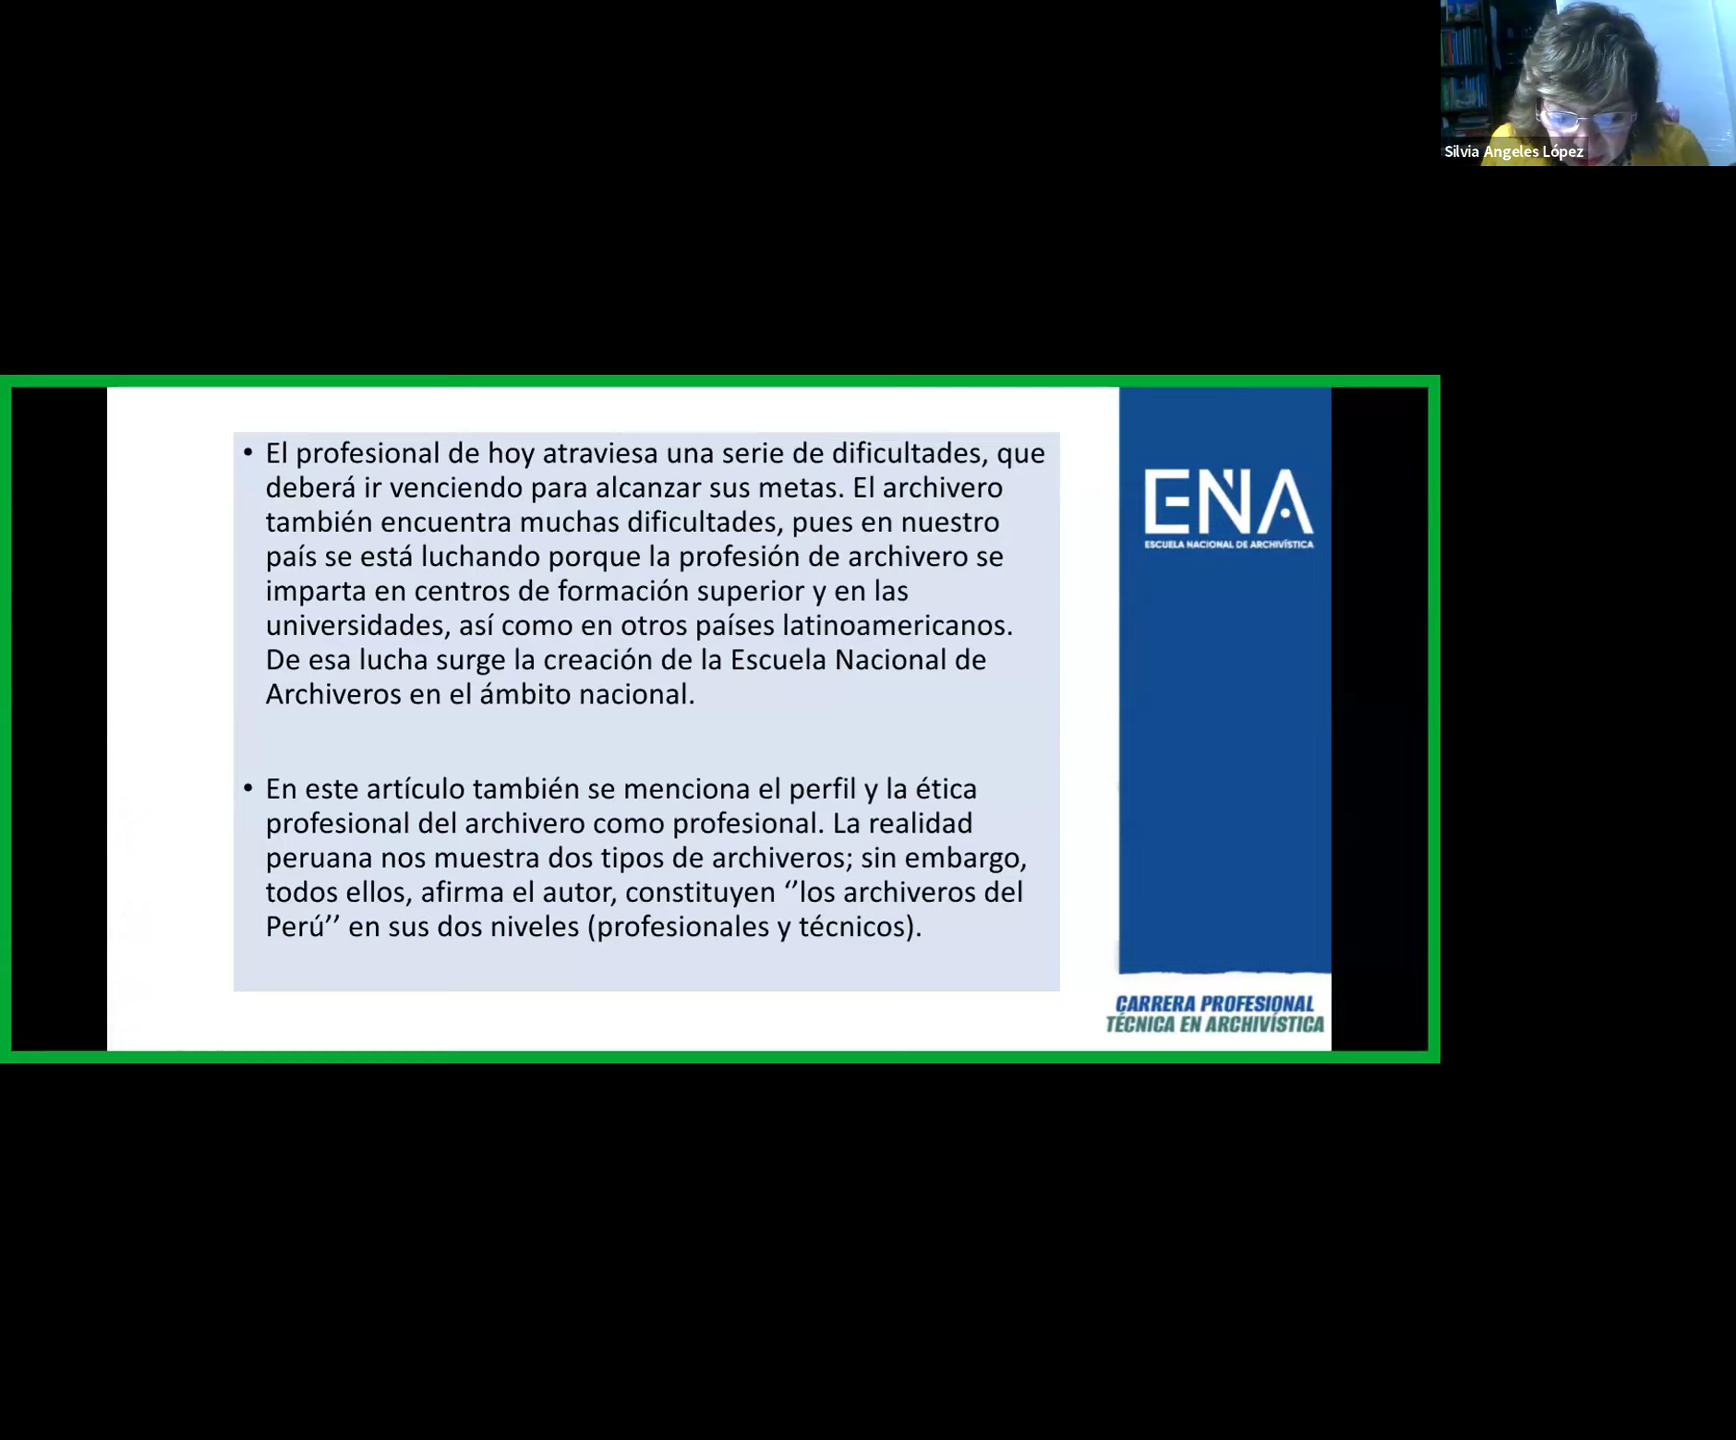 Silvia Angeles López
• El profesional de hoy atraviesa una serie de dificultades, que
deberá ir venciendo para alcanzar sus metas. El archivero
también encuentra muchas dificultades, pues en nuestro
país se está luchando porque la profesión de archivero se
imparta en centros de formación superior y en las
universidades, así como en otros países latinoamericanos.
De esa lucha surge la creación de la Escuela Nacional de
Archiveros en el ámbito nacional.
• En este artículo también se menciona el perfil y la ética
profesional del archivero como profesional. La realidad
peruana nos muestra dos tipos de archiveros; sin embargo,
todos ellos, afirma el autor, constituyen ‘’los archiveros del
Perú’’ en sus dos niveles (profesionales y técnicos).
ENA
ESCUELA NACIONAL DE ARCHIVÍSTICA
CARRERA PROFESIONAL
TÉCNICA EN ARCHIVÍSTICA